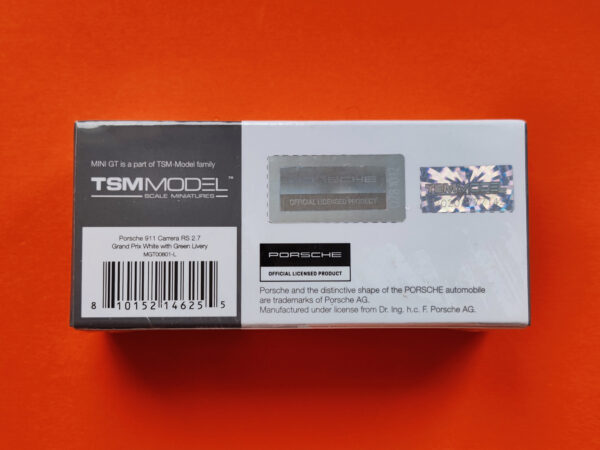 MINI GT is a part of TSM-Model family
TSMMODEL™
SCALE MINIATURES
Porsche 911 Carrera RS 2.7
Grand Prix White with Green Livery
MGT00801-L
8 10152 14625 5
PORSCHE
OFFICIAL LICENSED PRODUCT
PORSCHE
OFFICIAL LICENSED PRODUCT
Porsche and the distinctive shape of the PORSCHE automobile
are trademarks of Porsche AG.
Manufactured under license from Dr. Ing. h.c. F. Porsche AG.